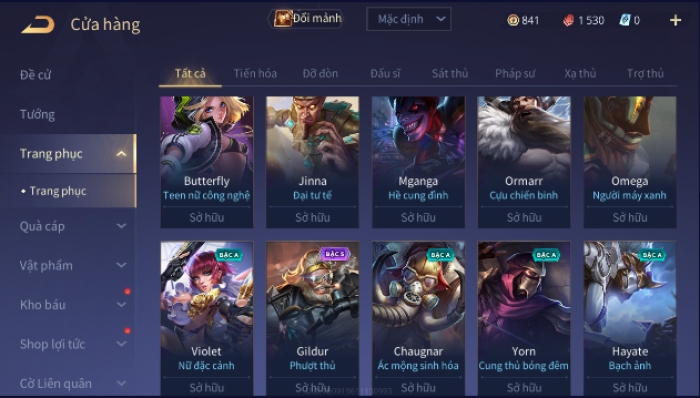 Cửa hàng
Đổi mảnh
Mặc định
841
1 530
0
Đề cử
Tướng
Trang phục
• Trang phục
Quà cáp
Vật phẩm
Kho báu
Shop lợi tức
Cờ Liên quân
Tất cả Tiến hóa Đỡ đòn Đấu sĩ Sát thủ Pháp sư Xạ thủ Trợ thủ
Butterfly
Teen nữ công nghệ
Sở hữu
Jinna
Đại tư tế
Sở hữu
Mganga
Hề cung đình
Sở hữu
Ormarr
Cựu chiến binh
Sở hữu
Omega
Người máy xanh
Sở hữu
BẬC A
Violet
Nữ đặc cảnh
Sở hữu
BẬC S
Gildur
Phượt thủ
Sở hữu
BẬC A
Chaugnar
Ác mộng sinh hóa
Sở hữu
BẬC A
Yorn
Cung thủ bóng đêm
Sở hữu
BẬC A
Hayate
Bạch ảnh
Sở hữu